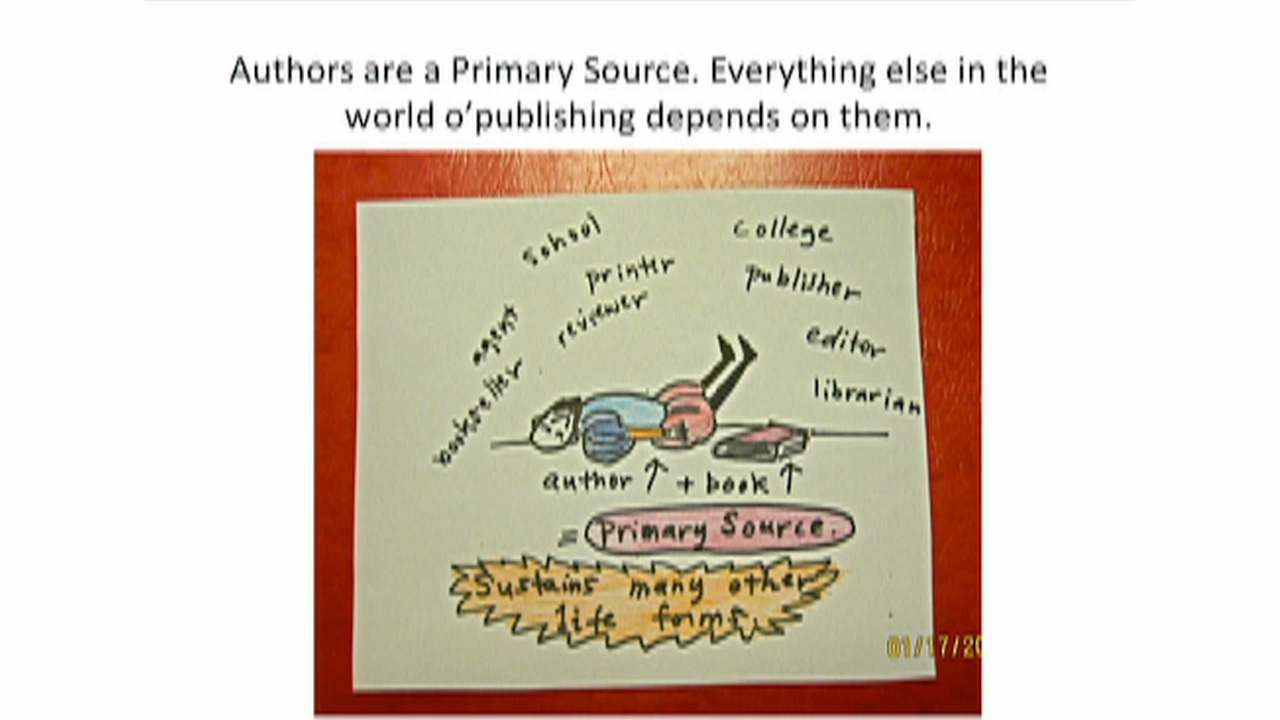 Authors are a Primary Source. Everything else in the
world o'publishing depends on them.
school
college
printer
publisher
reviewer
agent
editor
bookseller
librarian
author ↑ + book ↑
= Primary Source.
Sustains many other
life forms.
01/17/20